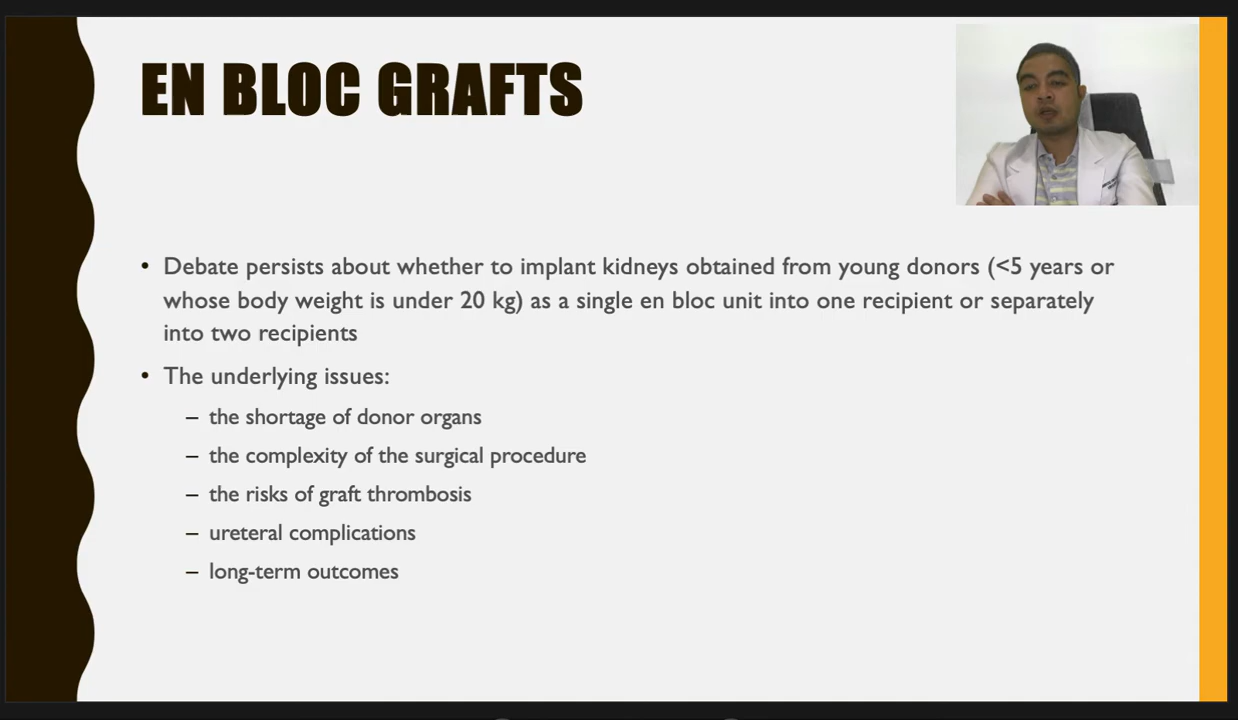 EN BLOC GRAFTS
• Debate persists about whether to implant kidneys obtained from young donors (<5 years or
whose body weight is under 20 kg) as a single en bloc unit into one recipient or separately
into two recipients
• The underlying issues:
– the shortage of donor organs
– the complexity of the surgical procedure
– the risks of graft thrombosis
– ureteral complications
– long-term outcomes